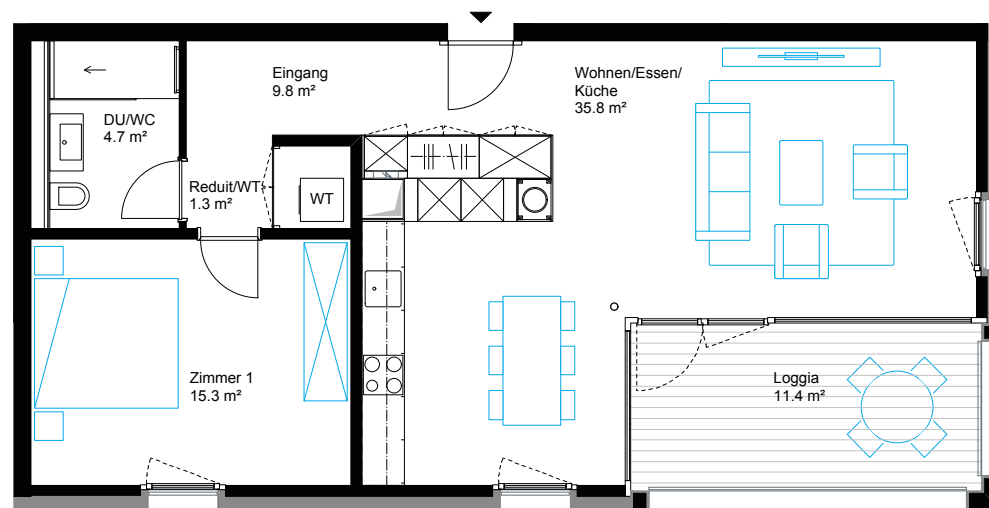 Eingang
9.8 m²
Wohnen/Essen/
Küche
35.8 m²
DU/WC
4.7 m²
Reduit/WT
1.3 m²
WT
Zimmer 1
15.3 m²
Loggia
11.4 m²